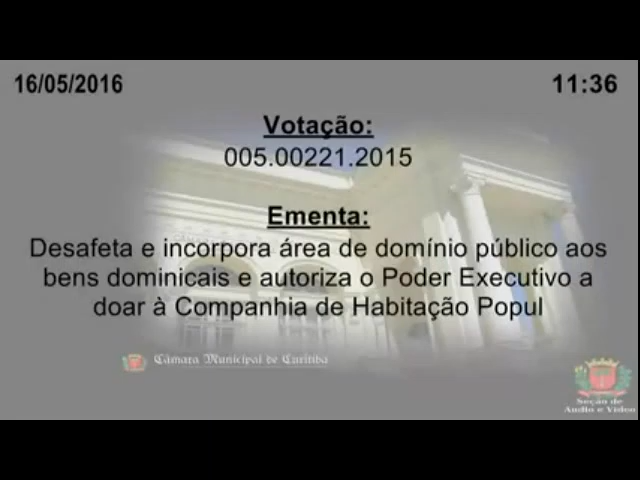 16/05/2016 11:36
Votação:
005.00221.2015
Ementa:
Desafeta e incorpora área de domínio público aos
bens dominicais e autoriza o Poder Executivo a
doar à Companhia de Habitação Popul
Câmara Municipal de Curitiba
Seção de
Áudio e Vídeo